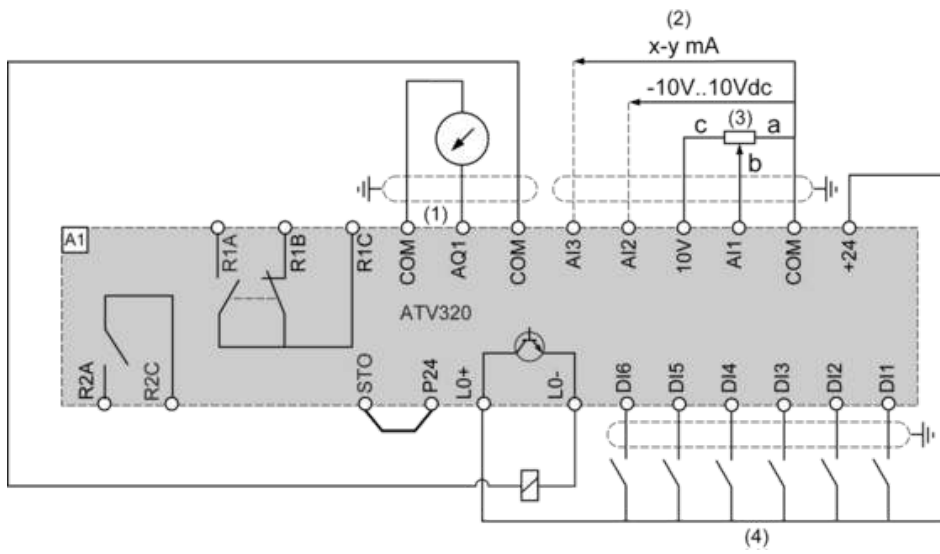 (2)
x-y mA
-10V..10Vdc
c (3) a
b
(1)
A1
R1A R1B R1C COM AQ1 COM AI3 AI2 10V AI1 COM +24
ATV320
R2A R2C STO P24 L0+ L0- DI6 DI5 DI4 DI3 DI2 DI1
(4)